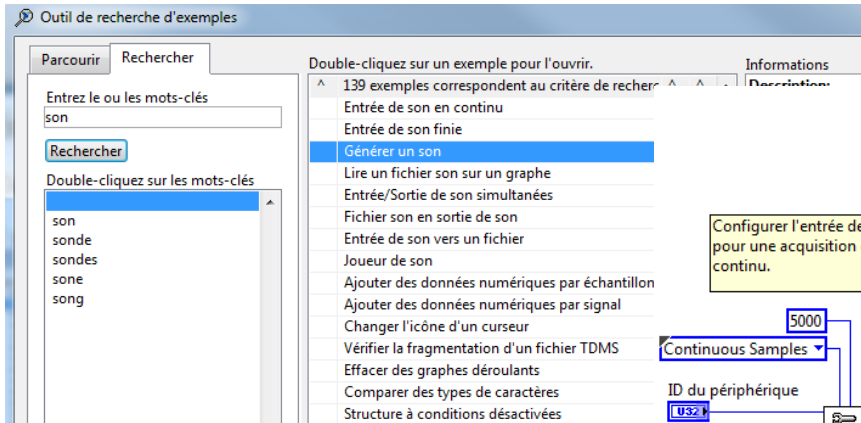 Outil de recherche d'exemples
Parcourir
Rechercher
Entrez le ou les mots-clés
son
Rechercher
Double-cliquez sur les mots-clés
son
sonde
sondes
sone
song
Double-cliquez sur un exemple pour l'ouvrir.
139 exemples correspondent au critère de recherc
Entrée de son en continu
Entrée de son finie
Générer un son
Lire un fichier son sur un graphe
Entrée/Sortie de son simultanées
Fichier son en sortie de son
Entrée de son vers un fichier
Joueur de son
Ajouter des données numériques par échantillon
Ajouter des données numériques par signal
Changer l'icône d'un curseur
Vérifier la fragmentation d'un fichier TDMS
Effacer des graphes déroulants
Comparer des types de caractères
Structure à conditions désactivées
Informations
Description:
Configurer l'entrée de
pour une acquisition
continu.
5000
Continuous Samples
ID du périphérique
U32